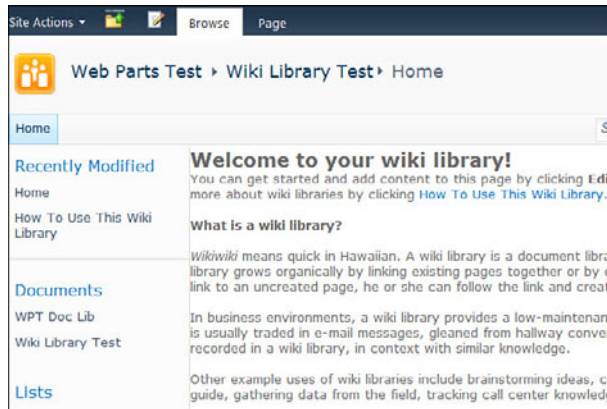 Site Actions
Browse
Page
Web Parts Test
Wiki Library Test
Home
Home
Recently Modified
Home
How To Use This Wiki
Library
Documents
WPT Doc Lib
Wiki Library Test
Lists
Welcome to your wiki library!
You can get started and add content to this page by clicking
more about wiki libraries by clicking How To Use This Wiki Library.
What is a wiki library?
Wikiwiki means quick in Hawaiian. A wiki library is a document
library grows organically by linking existing pages together or by
link to an uncreated page, he or she can follow the link and
In business environments, a wiki library provides a
is usually traded in e-mail messages, gleaned from hallway
recorded in a wiki library, in context with similar knowledge.
Other example uses of wiki libraries include brainstorming ideas,
guide, gathering data from the field, tracking call center